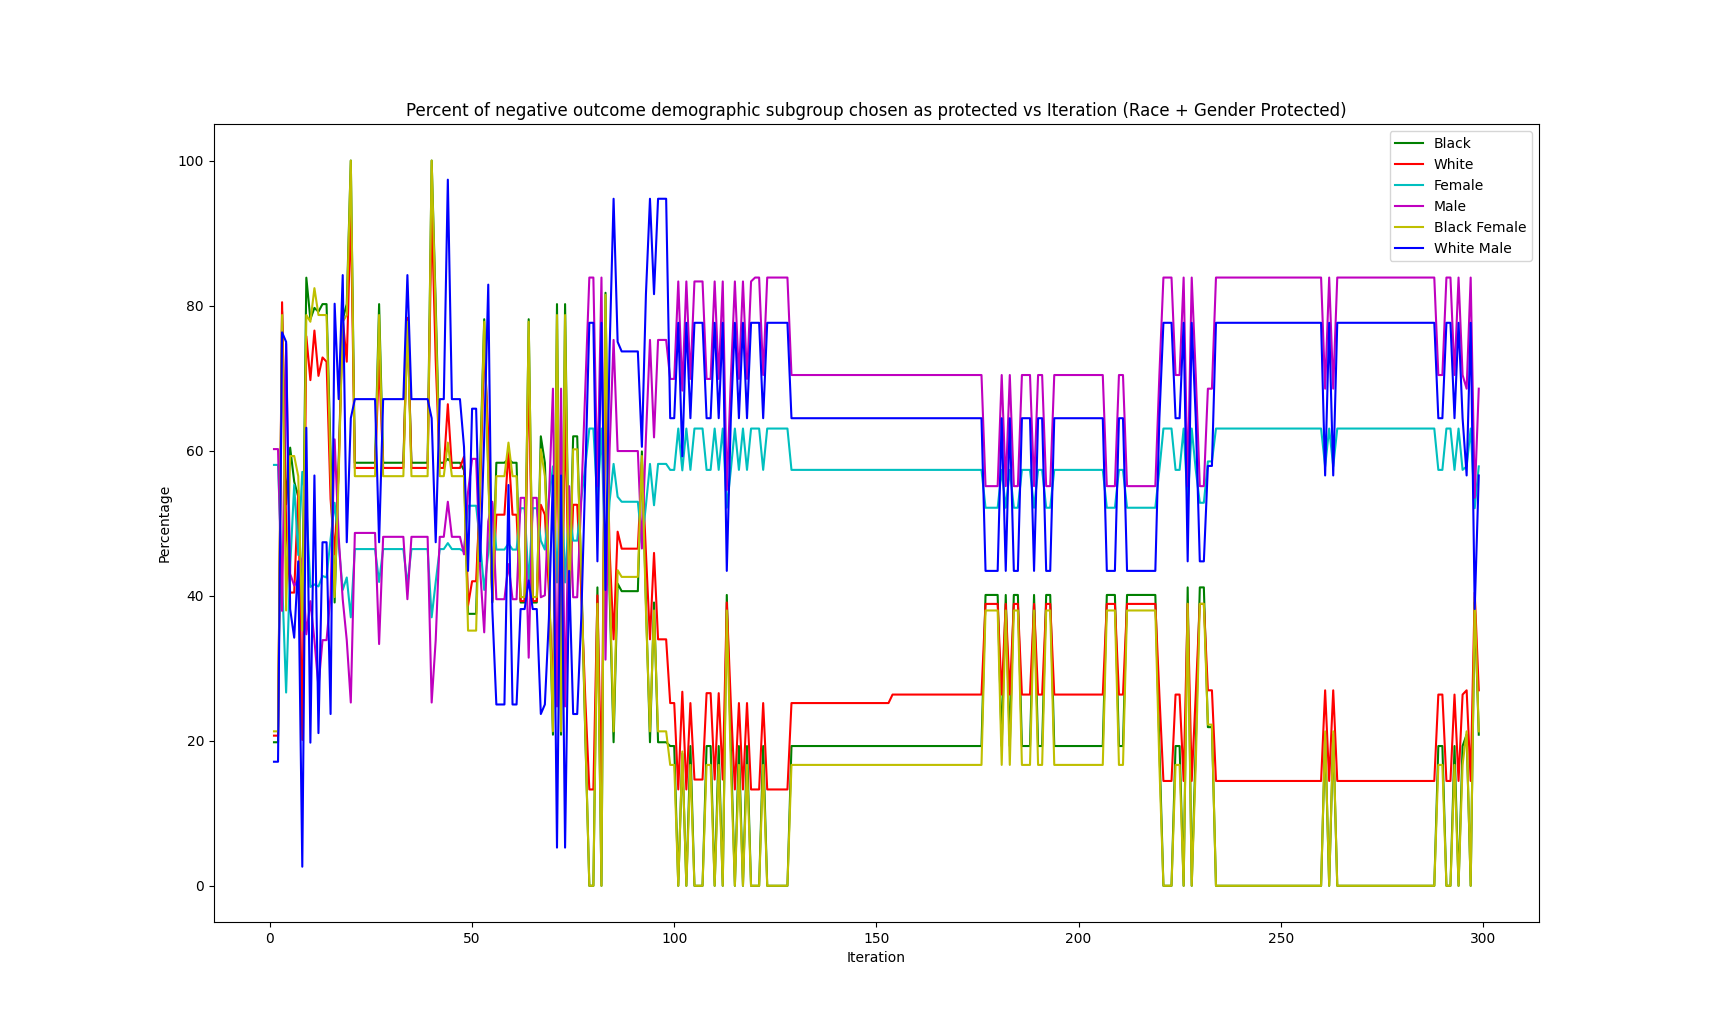 Percent of negative outcome demographic subgroup chosen as protected vs Iteration (Race + Gender Protected)
Black
White
Female
Male
Black Female
White Male
100
80
60
40
20
0
Percentage
0 50 100 150 200 250 300
Iteration